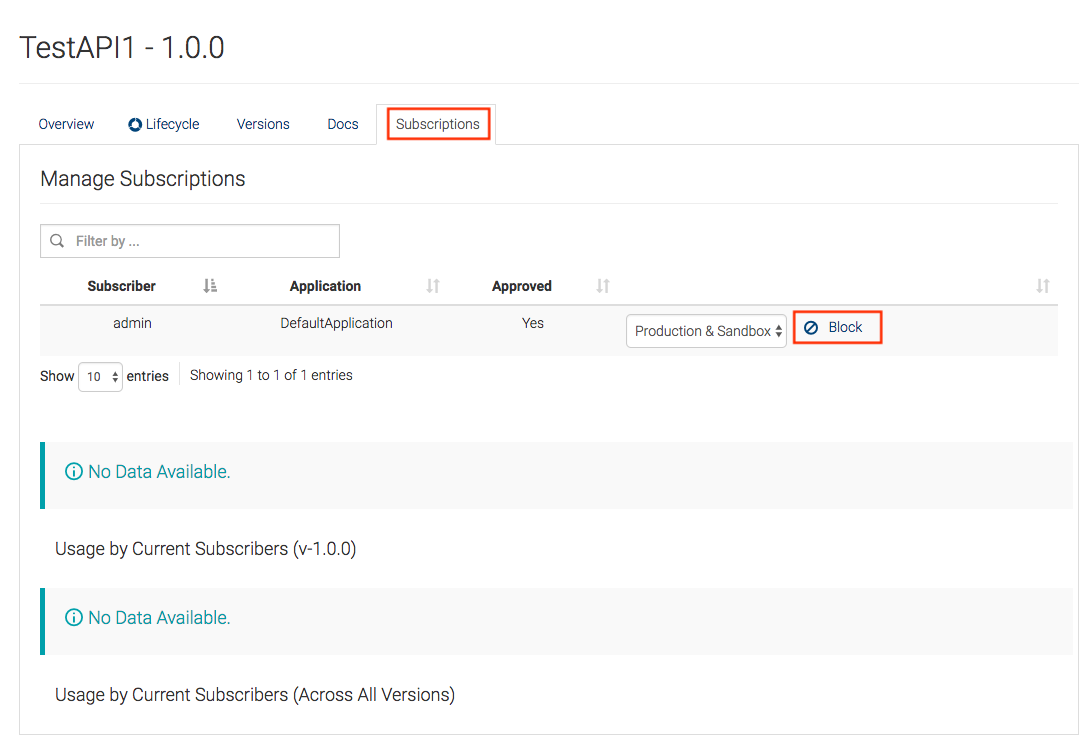 TestAPI1 - 1.0.0
Overview Lifecycle Versions Docs Subscriptions
Manage Subscriptions
Filter by ...
Subscriber Application Approved
admin DefaultApplication Yes Production & Sandbox Block
Show 10 entries Showing 1 to 1 of 1 entries
No Data Available.
Usage by Current Subscribers (v-1.0.0)
No Data Available.
Usage by Current Subscribers (Across All Versions)